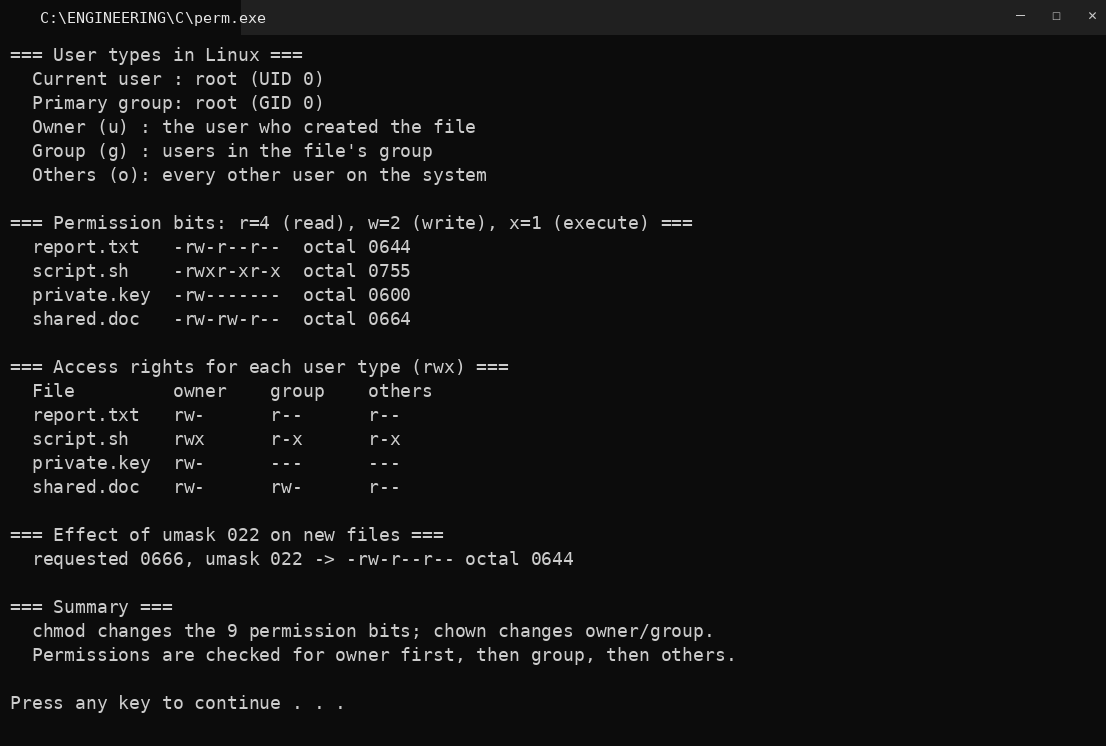 C:\ENGINEERING\C\perm.exe
=== User types in Linux ===
  Current user : root (UID 0)
  Primary group: root (GID 0)
  Owner (u) : the user who created the file
  Group (g) : users in the file's group
  Others (o): every other user on the system

=== Permission bits: r=4 (read), w=2 (write), x=1 (execute) ===
  report.txt   -rw-r--r--  octal 0644
  script.sh    -rwxr-xr-x  octal 0755
  private.key  -rw-------  octal 0600
  shared.doc   -rw-rw-r--  octal 0664

=== Access rights for each user type (rwx) ===
  File         owner    group    others
  report.txt   rw-      r--      r--
  script.sh    rwx      r-x      r-x
  private.key  rw-      ---      ---
  shared.doc   rw-      rw-      r--

=== Effect of umask 022 on new files ===
  requested 0666, umask 022 -> -rw-r--r-- octal 0644

=== Summary ===
  chmod changes the 9 permission bits; chown changes owner/group.
  Permissions are checked for owner first, then group, then others.

Press any key to continue . . .